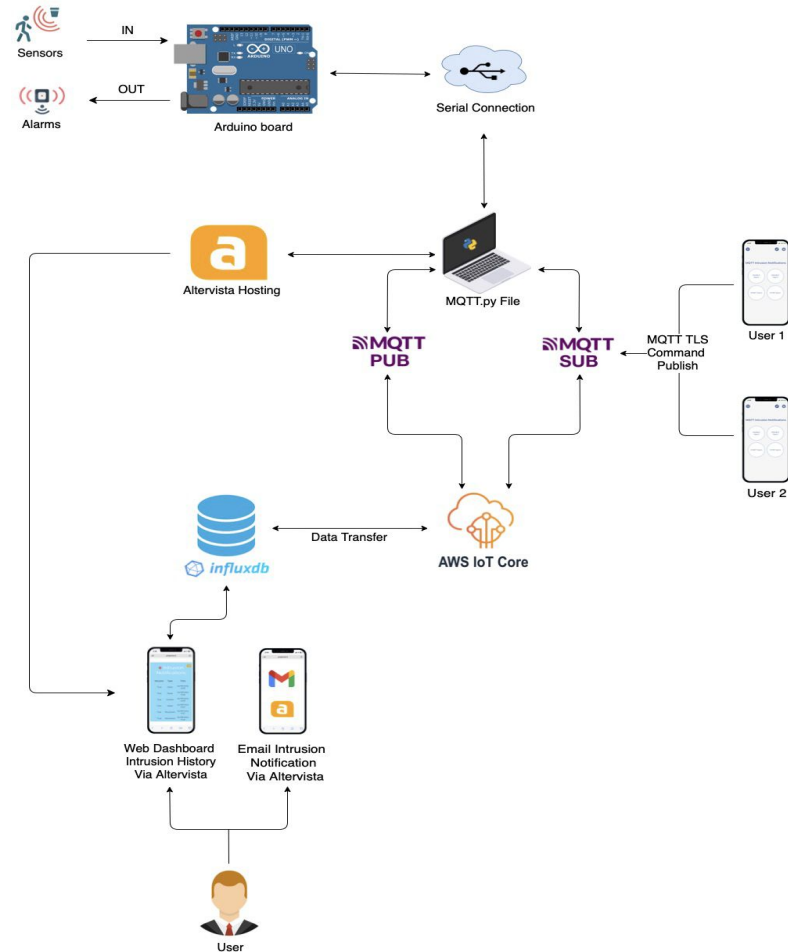 Sensors
IN
OUT
Alarms
UNO
ARDUINO
Arduino board
Serial Connection
Altervista Hosting
MQTT.py File
MQTT
PUB
MQTT
SUB
MQTT TLS
Command
Publish
User 1
User 2
influxdb
Data Transfer
AWS IoT Core
Web Dashboard
Intrusion History
Via Altervista
Email Intrusion
Notification
Via Altervista
User